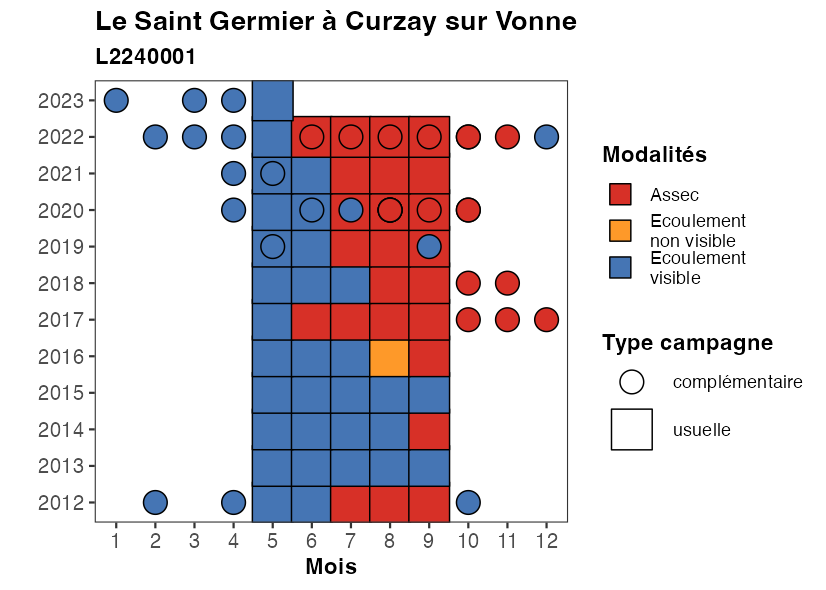 Le Saint Germier à Curzay sur Vonne
L2240001
2023
2022
2021
2020
2019
2018
2017
2016
2015
2014
2013
2012
1 2 3 4 5 6 7 8 9 10 11 12
Mois
Modalités
Assec
Ecoulement
non visible
Ecoulement
visible
Type campagne
complémentaire
usuelle